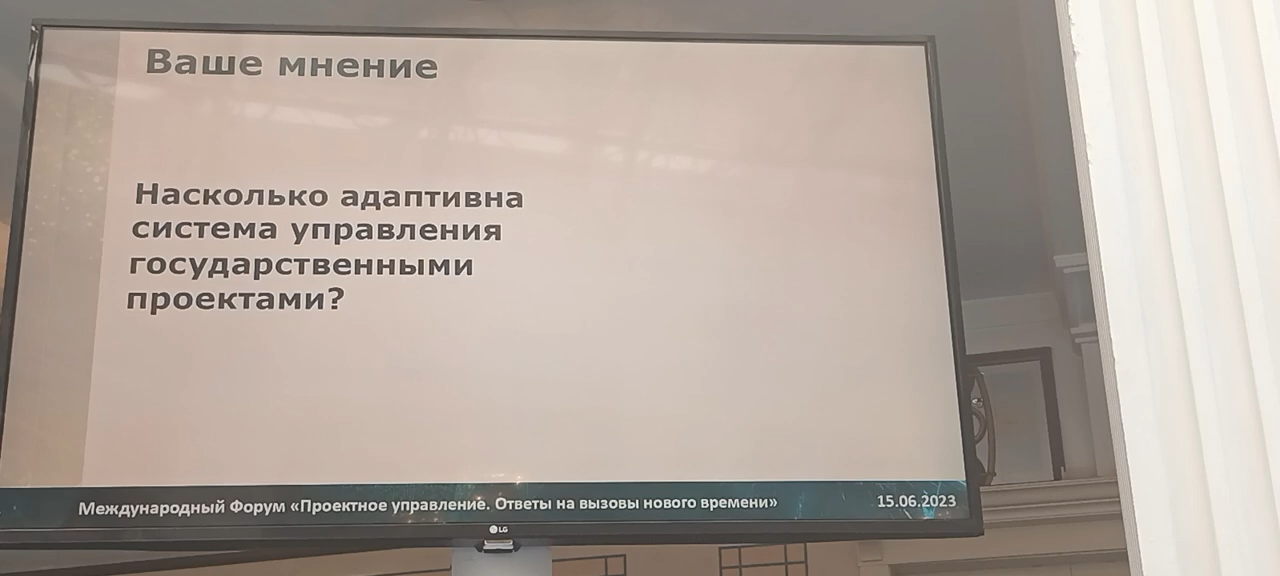 Ваше мнение
Насколько адаптивна
система управления
государственными
проектами?
Международный Форум «Проектное управление. Ответы на вызовы нового времени» 15.06.2023
LG